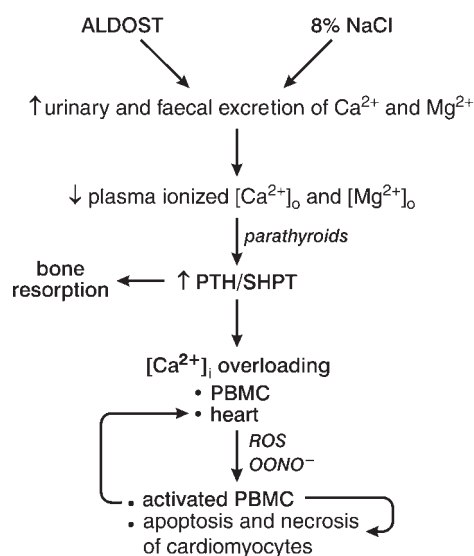 ALDOST 8% NaCl
↑urinary and faecal excretion of Ca²⁺ and Mg²⁺
↓ plasma ionized [Ca²⁺]ₒ and [Mg²⁺]ₒ
parathyroids
bone
resorption
↑ PTH/SHPT
[Ca²⁺]ᵢ overloading
• PBMC
• heart
ROS
OONO⁻
• activated PBMC
• apoptosis and necrosis
of cardiomyocytes